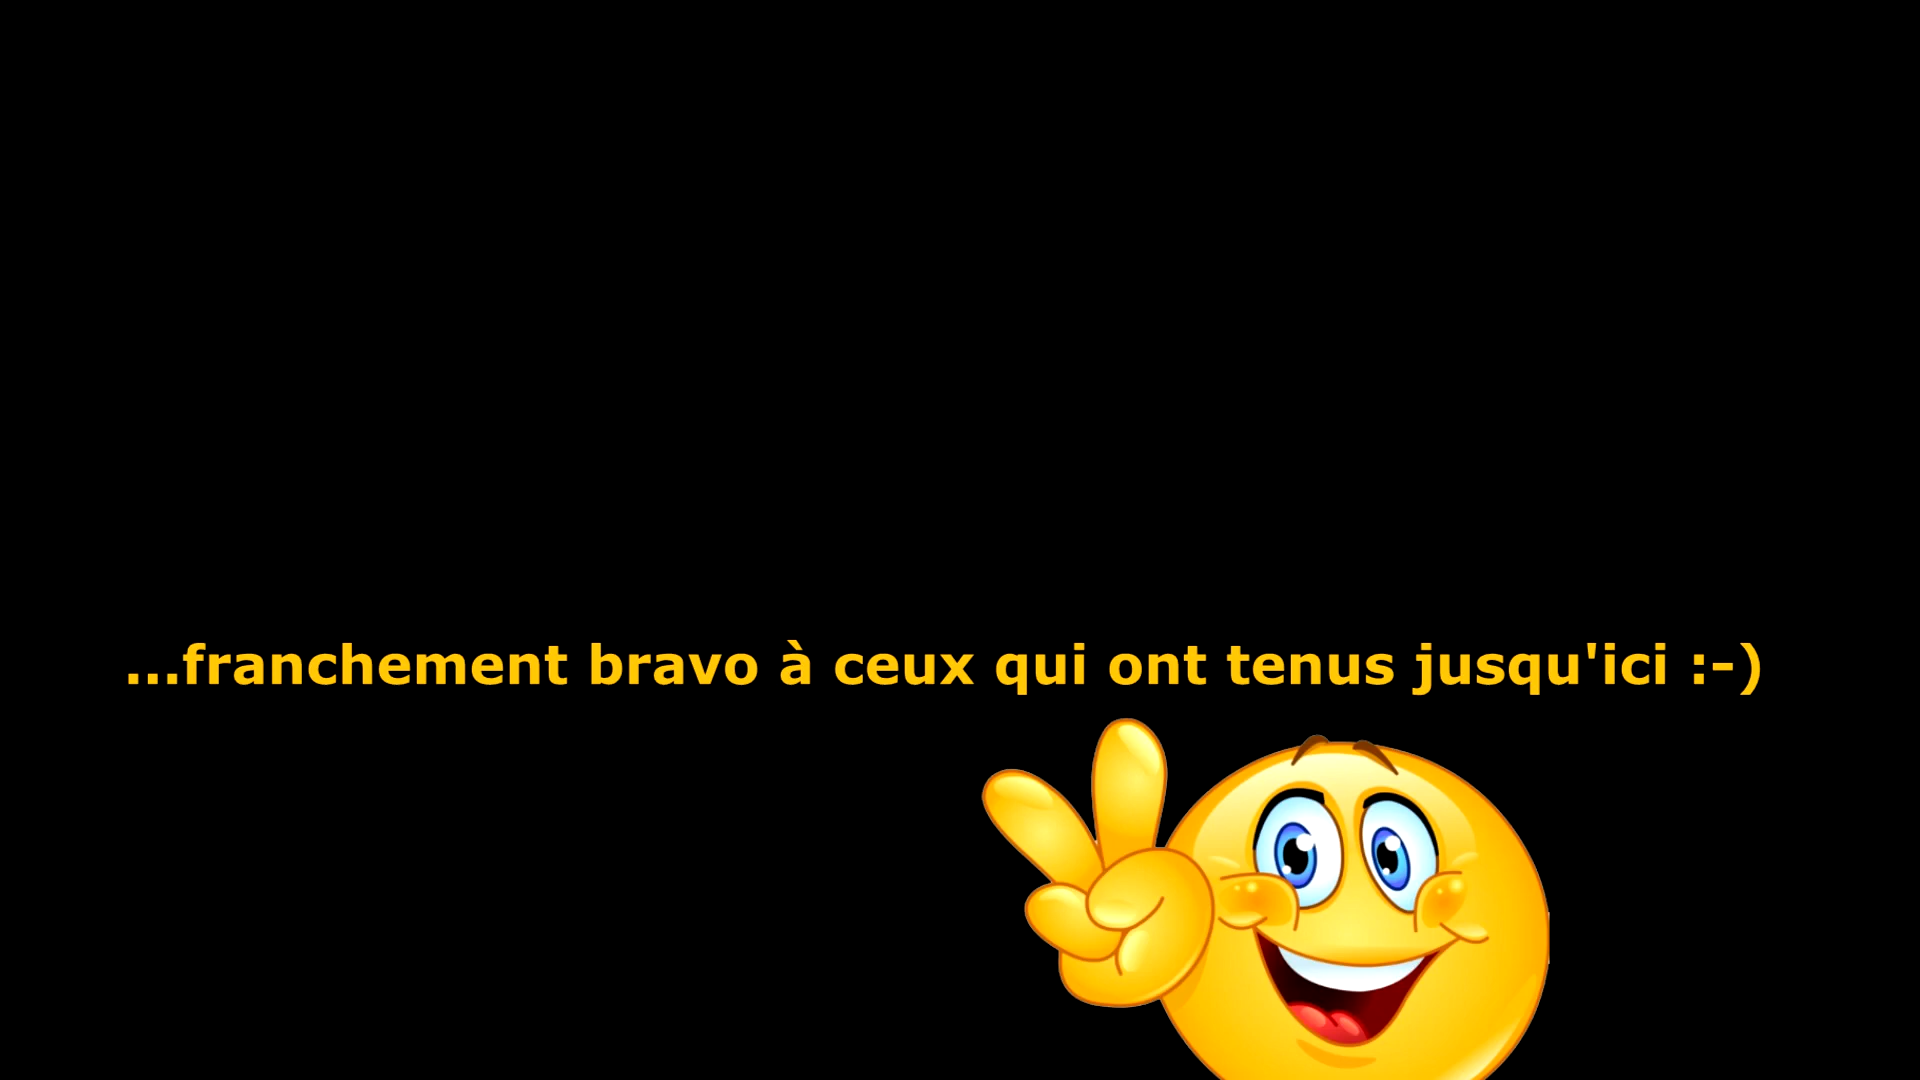 ...franchement bravo à ceux qui ont tenus jusqu'ici :-)